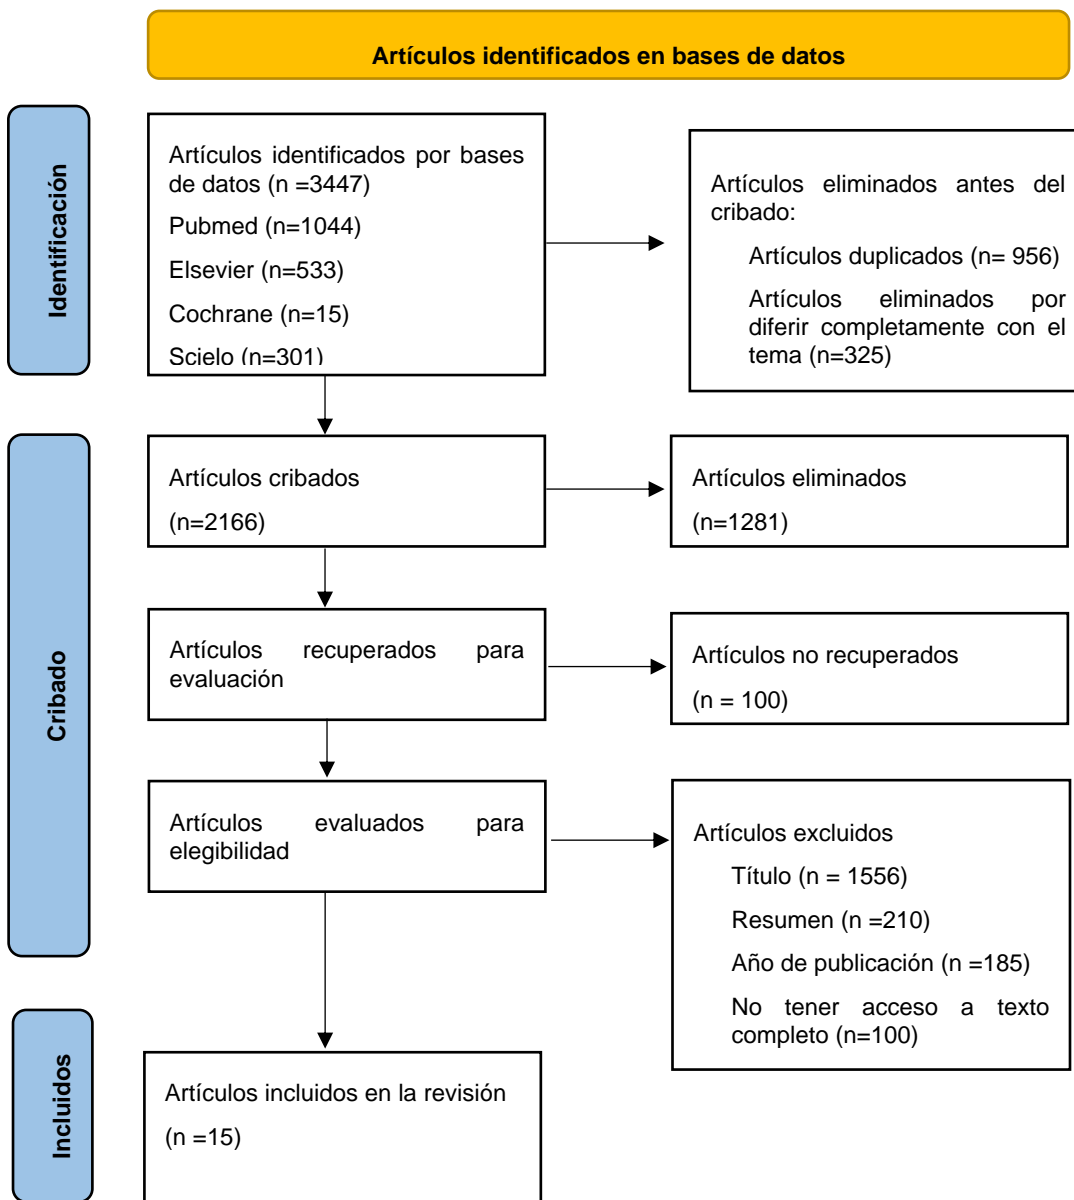 Artículos identificados en bases de datos
Identificación
Artículos identificados por bases
de datos (n =3447)
Pubmed (n=1044)
Elsevier (n=533)
Cochrane (n=15)
Scielo (n=301)
Artículos eliminados antes del
cribado:
Artículos duplicados (n= 956)
Artículos eliminados por
diferir completamente con el
tema (n=325)
Cribado
Artículos cribados
(n=2166)
Artículos eliminados
(n=1281)
Artículos recuperados para
evaluación
Artículos no recuperados
(n = 100)
Artículos evaluados para
elegibilidad
Artículos excluidos
Título (n = 1556)
Resumen (n =210)
Año de publicación (n =185)
No tener acceso a texto
completo (n=100)
Incluidos
Artículos incluidos en la revisión
(n =15)